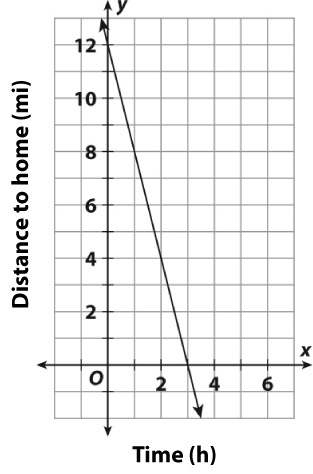 y
12
10
8
6
4
2
Distance to home (mi)
O
2 4 6
x
Time (h)